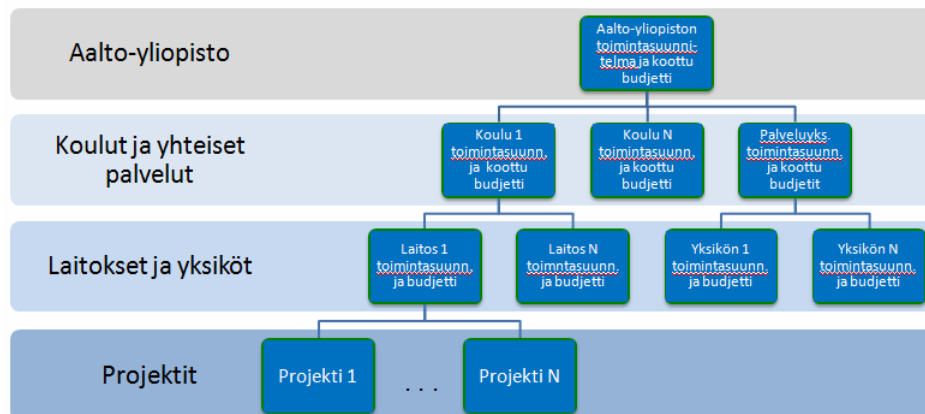 Aalto-yliopisto
Aalto-yliopiston
toimintasuunni-
telma ja koottu
budjetti
Koulut ja yhteiset
palvelut
Koulu 1
toimintasuunn.
ja koottu
budjetti
Koulu N
toimintasuunn.
ja koottu
budjetti
Palveluyks.
toimintasuunn.
ja koottu
budjetit
Laitokset ja yksiköt
Laitos 1
toimintasuunn.
ja budjetti
Laitos N
toimntasuunn.
ja budjetti
Yksikön 1
toimintasuunn.
ja budjetti
Yksikön N
toimintasuunn.
ja budjetti
Projektit
Projekti 1
. . .
Projekti N